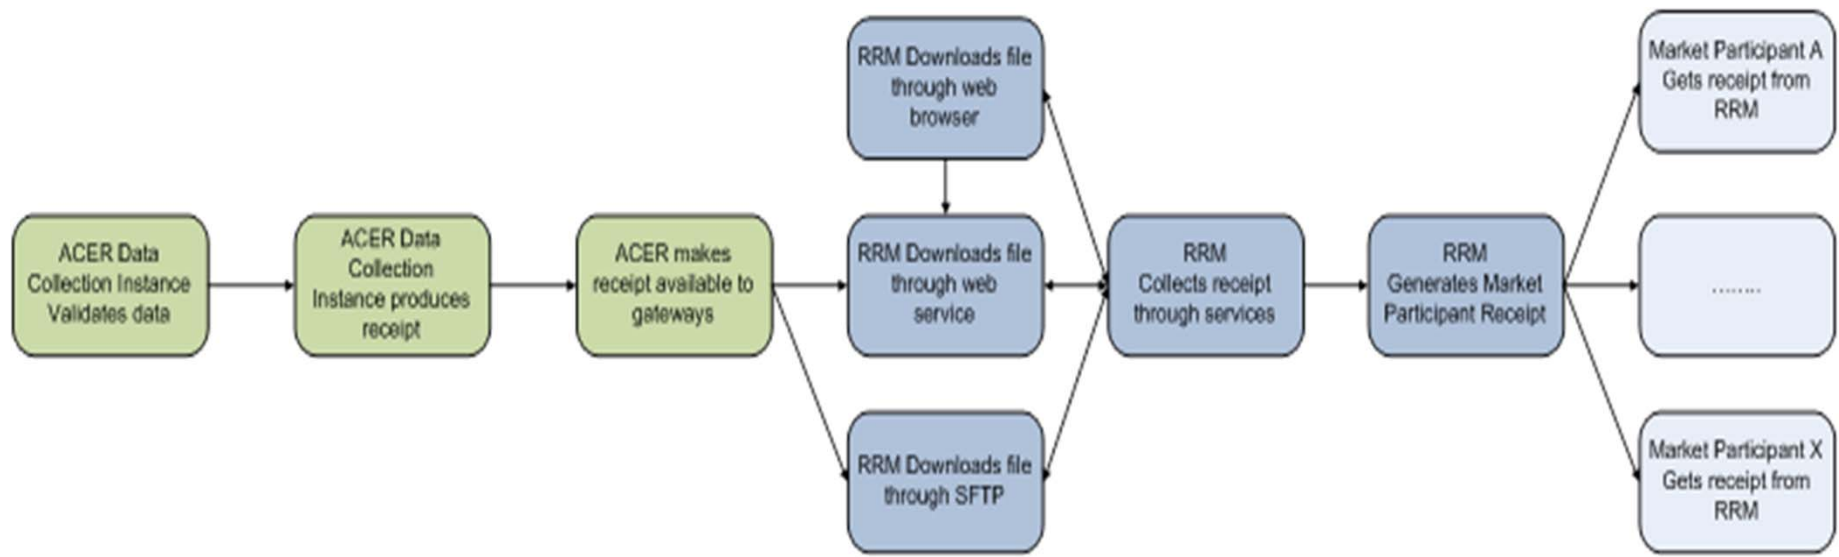 ACER Data
Collection Instance
Validates data
ACER Data
Collection
Instance produces
receipt
ACER makes
receipt available to
gateways
RRM Downloads file
through web
browser
RRM Downloads file
through web
service
RRM Downloads file
through SFTP
RRM
Collects receipt
through services
RRM
Generates Market
Participant Receipt
Market Participant A
Gets receipt from
RRM
........
Market Participant X
Gets receipt from
RRM